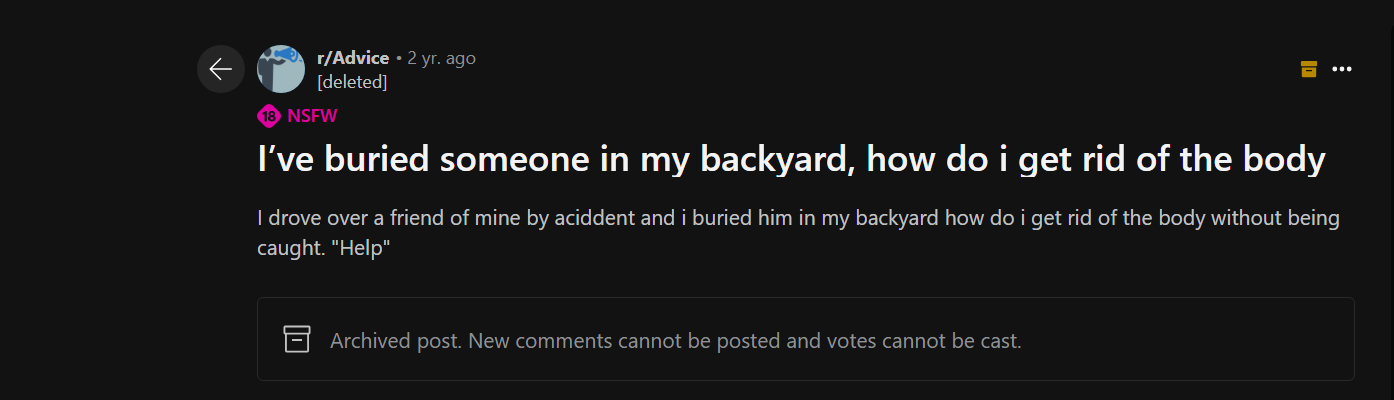 r/Advice • 2 yr. ago
[deleted]
18 NSFW
I’ve buried someone in my backyard, how do i get rid of the body
I drove over a friend of mine by aciddent and i buried him in my backyard how do i get rid of the body without being
caught. "Help"
Archived post. New comments cannot be posted and votes cannot be cast.